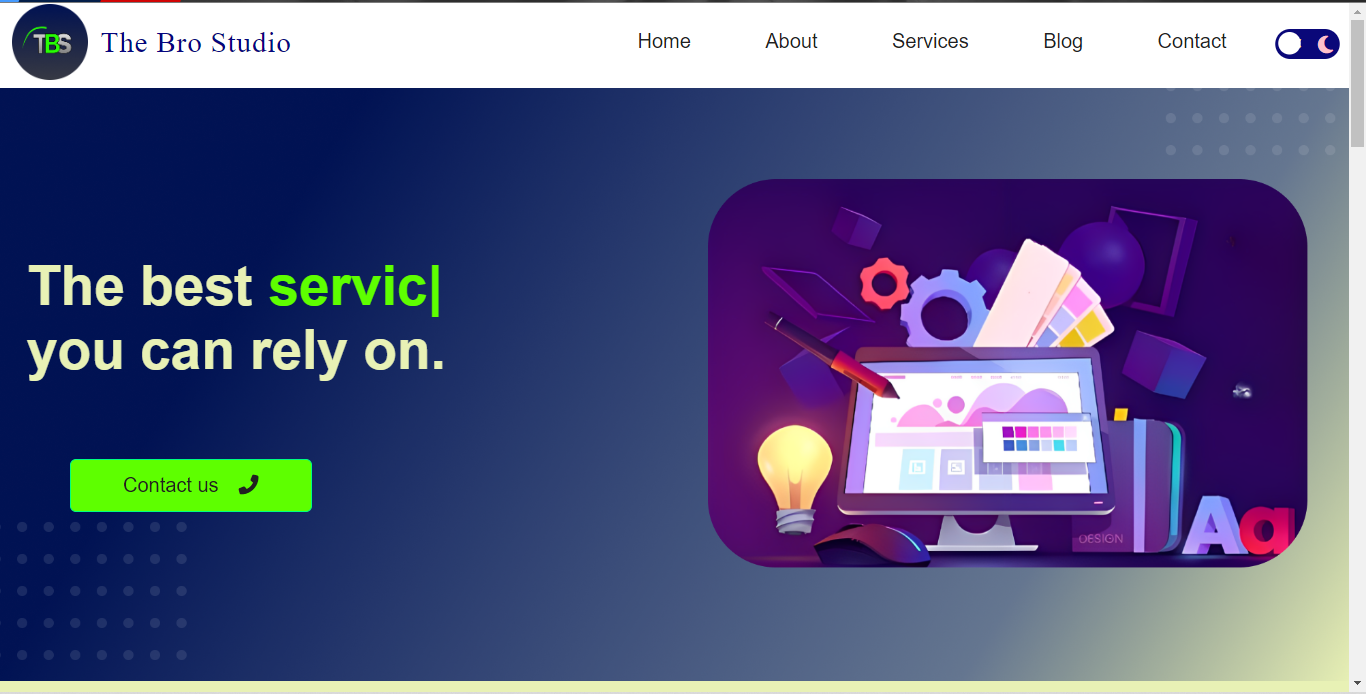 TBS The Bro Studio
Home About Services Blog Contact
The best servic|
you can rely on.
Contact us
DESIGN
Aa